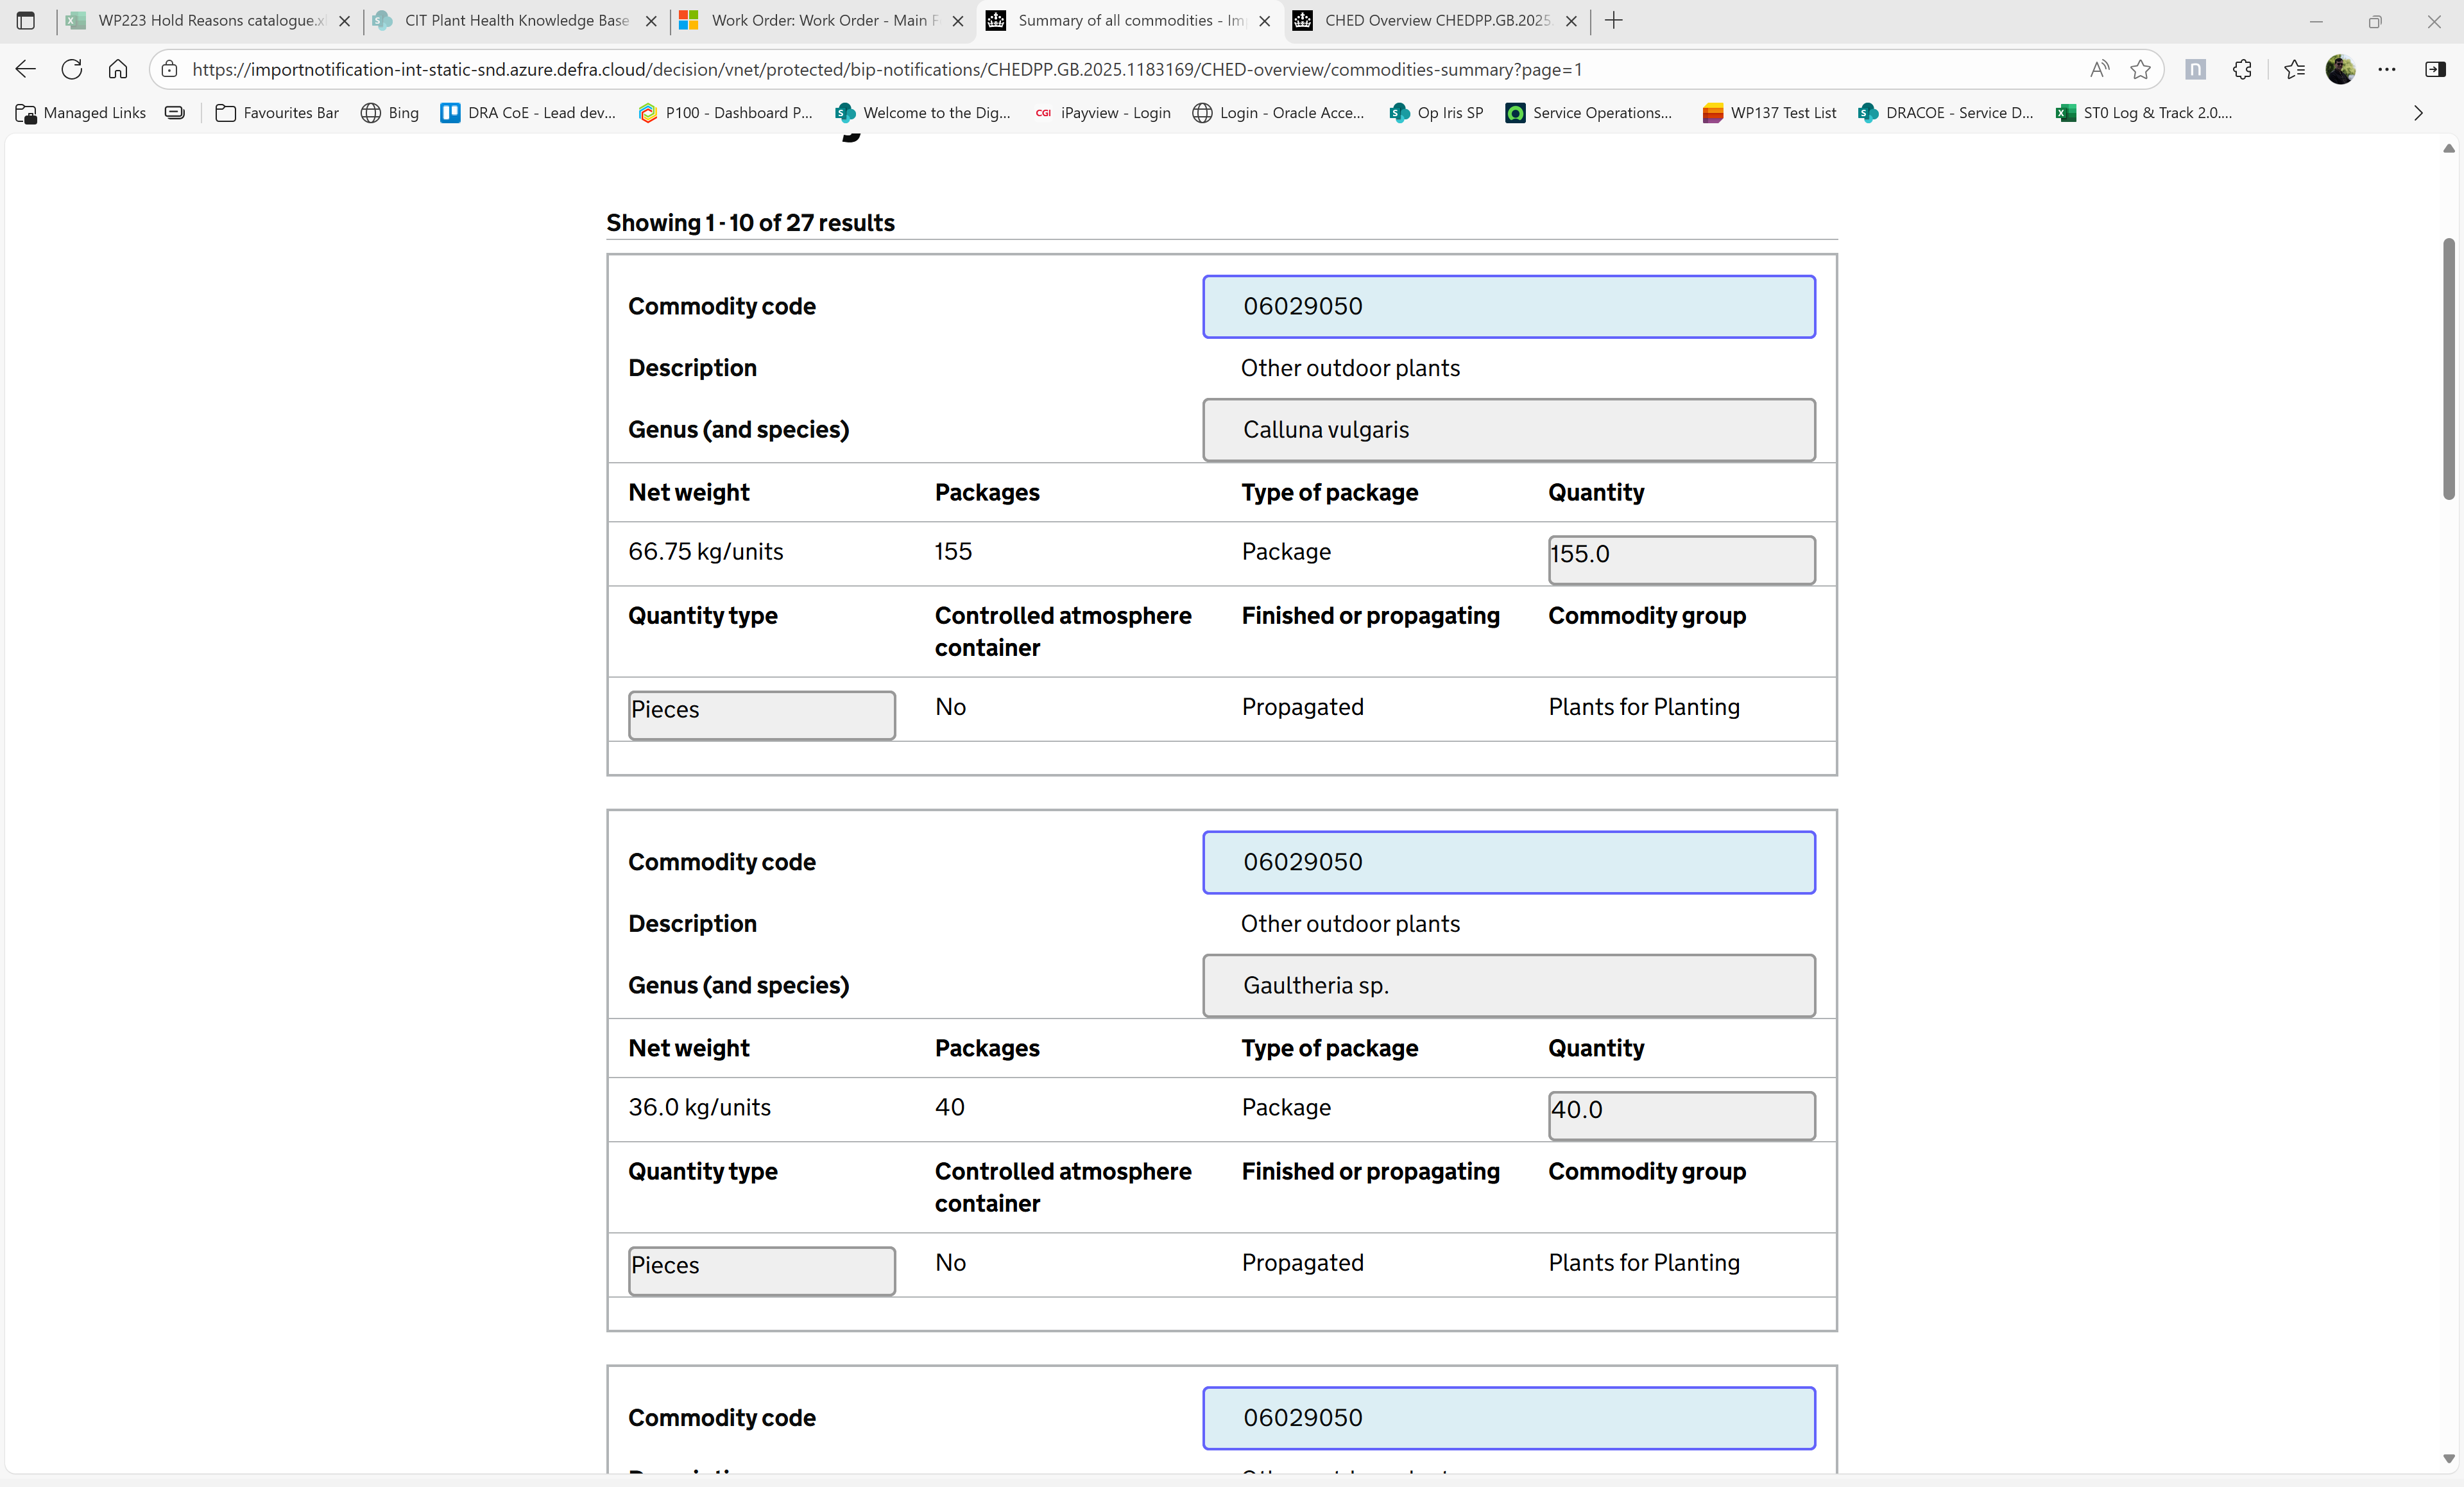 WP223 Hold Reasons catalogue.x
CIT Plant Health Knowledge Base
Work Order: Work Order - Main F
Summary of all commodities - Im
CHED Overview CHEDPP.GB.2025.
https://importnotification-int-static-snd.azure.defra.cloud/decision/vnet/protected/bip-notifications/CHEDPP.GB.2025.1183169/CHED-overview/commodities-summary?page=1
Managed Links
Favourites Bar
Bing
DRA CoE - Lead dev...
P100 - Dashboard P...
Welcome to the Dig...
CGI iPayview - Login
Login - Oracle Acce...
Op Iris SP
Service Operations...
WP137 Test List
DRACOE - Service D...
ST0 Log & Track 2.0....
Showing 1 - 10 of 27 results
Commodity code 06029050
Description Other outdoor plants
Genus (and species) Calluna vulgaris
Net weight Packages Type of package Quantity
66.75 kg/units 155 Package 155.0
Quantity type Controlled atmosphere container Finished or propagating Commodity group
Pieces No Propagated Plants for Planting
Commodity code 06029050
Description Other outdoor plants
Genus (and species) Gaultheria sp.
Net weight Packages Type of package Quantity
36.0 kg/units 40 Package 40.0
Quantity type Controlled atmosphere container Finished or propagating Commodity group
Pieces No Propagated Plants for Planting
Commodity code 06029050